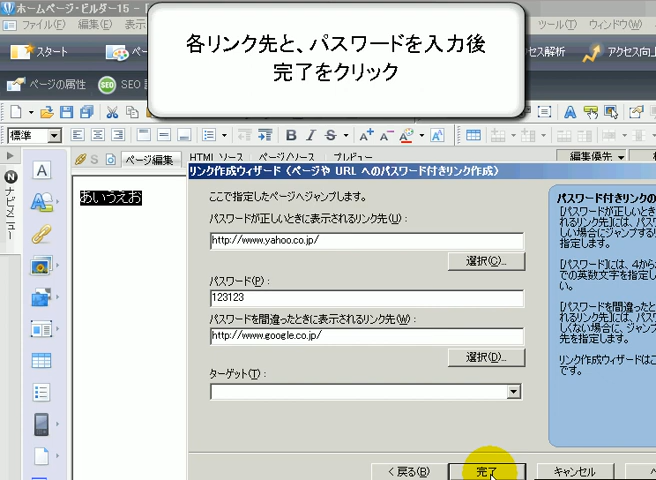 ホームページ・ビルダー15
各リンク先と、パスワードを入力後
完了をクリック
ファイル(F) 編集(E) 表示
ツール(T) ウィンドウ(W)
スタート
アクセス解析 アクセス向上
ページの属性 SEO
標準
B I S
ページ編集 HTML ソース ページ/ソース プレビュー 編集優先
ナビメニュー
あいうえお
リンク作成ウィザード (ページや URL へのパスワード付きリンク作成)
ここで指定したページへジャンプします。
パスワードが正しいときに表示されるリンク先(U) :
http://www.yahoo.co.jp/
選択(C)...
パスワード(P) :
123123
パスワードを間違ったときに表示されるリンク先(W) :
http://www.google.co.jp/
選択(D)...
ターゲット(T) :
パスワード付きリンクの
[パスワードが正しいとき
れるリンク先]には、パス
しい場合にジャンプする
指定します。
[パスワード]には、4から
での英数文字を指定し
い。
[パスワードを間違った
れるリンク先]には、パス
しくない場合に、ジャンプ
先を指定します。
リンク作成ウィザードはこ
です。
< 戻る(B) 完了 キャンセル